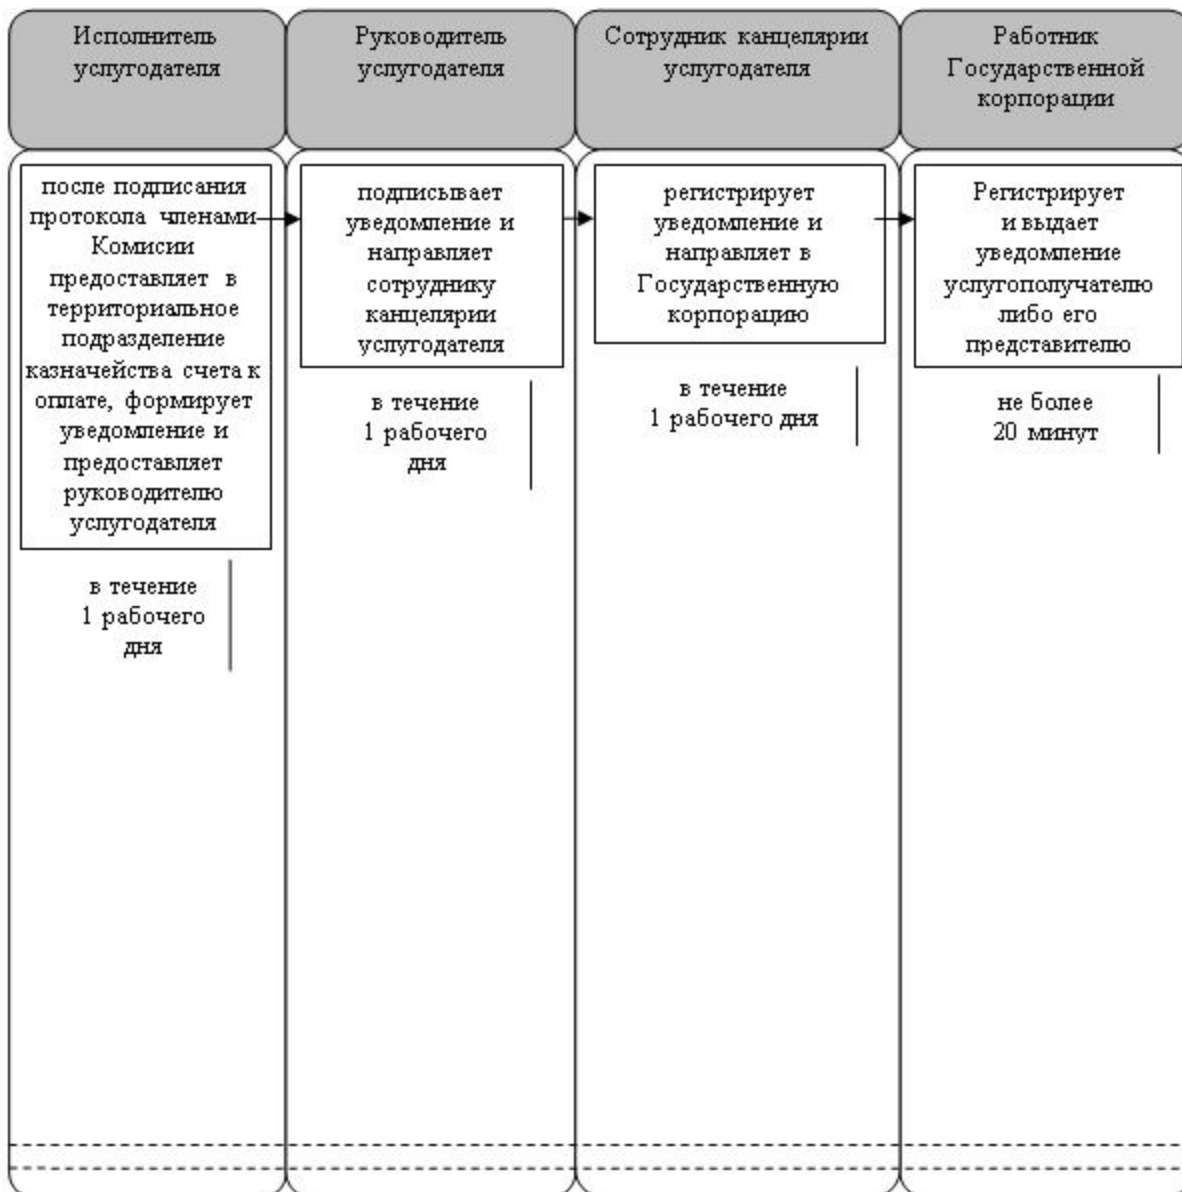 Исполнитель
услугодателя
Руководитель
услугодателя
Сотрудник канцелярии
услугодателя
Работник
Государственной
корпорации
после подписания
протокола членами
Комисии
предоставляет в
территориальное
подразделение
казначейства счета к
оплате, формирует
уведомление и
предоставляет
руководителю
услугодателя
в течение
1 рабочего
дня
подписывает
уведомление и
направляет
сотруднику
канцелярии
услугодателя
в течение
1 рабочего
дня
регистрирует
уведомление и
направляет в
Государственную
корпорацию
в течение
1 рабочего дня
Регистрирует
и выдает
уведомление
услугополучателю
либо его
представителю
не более
20 минут